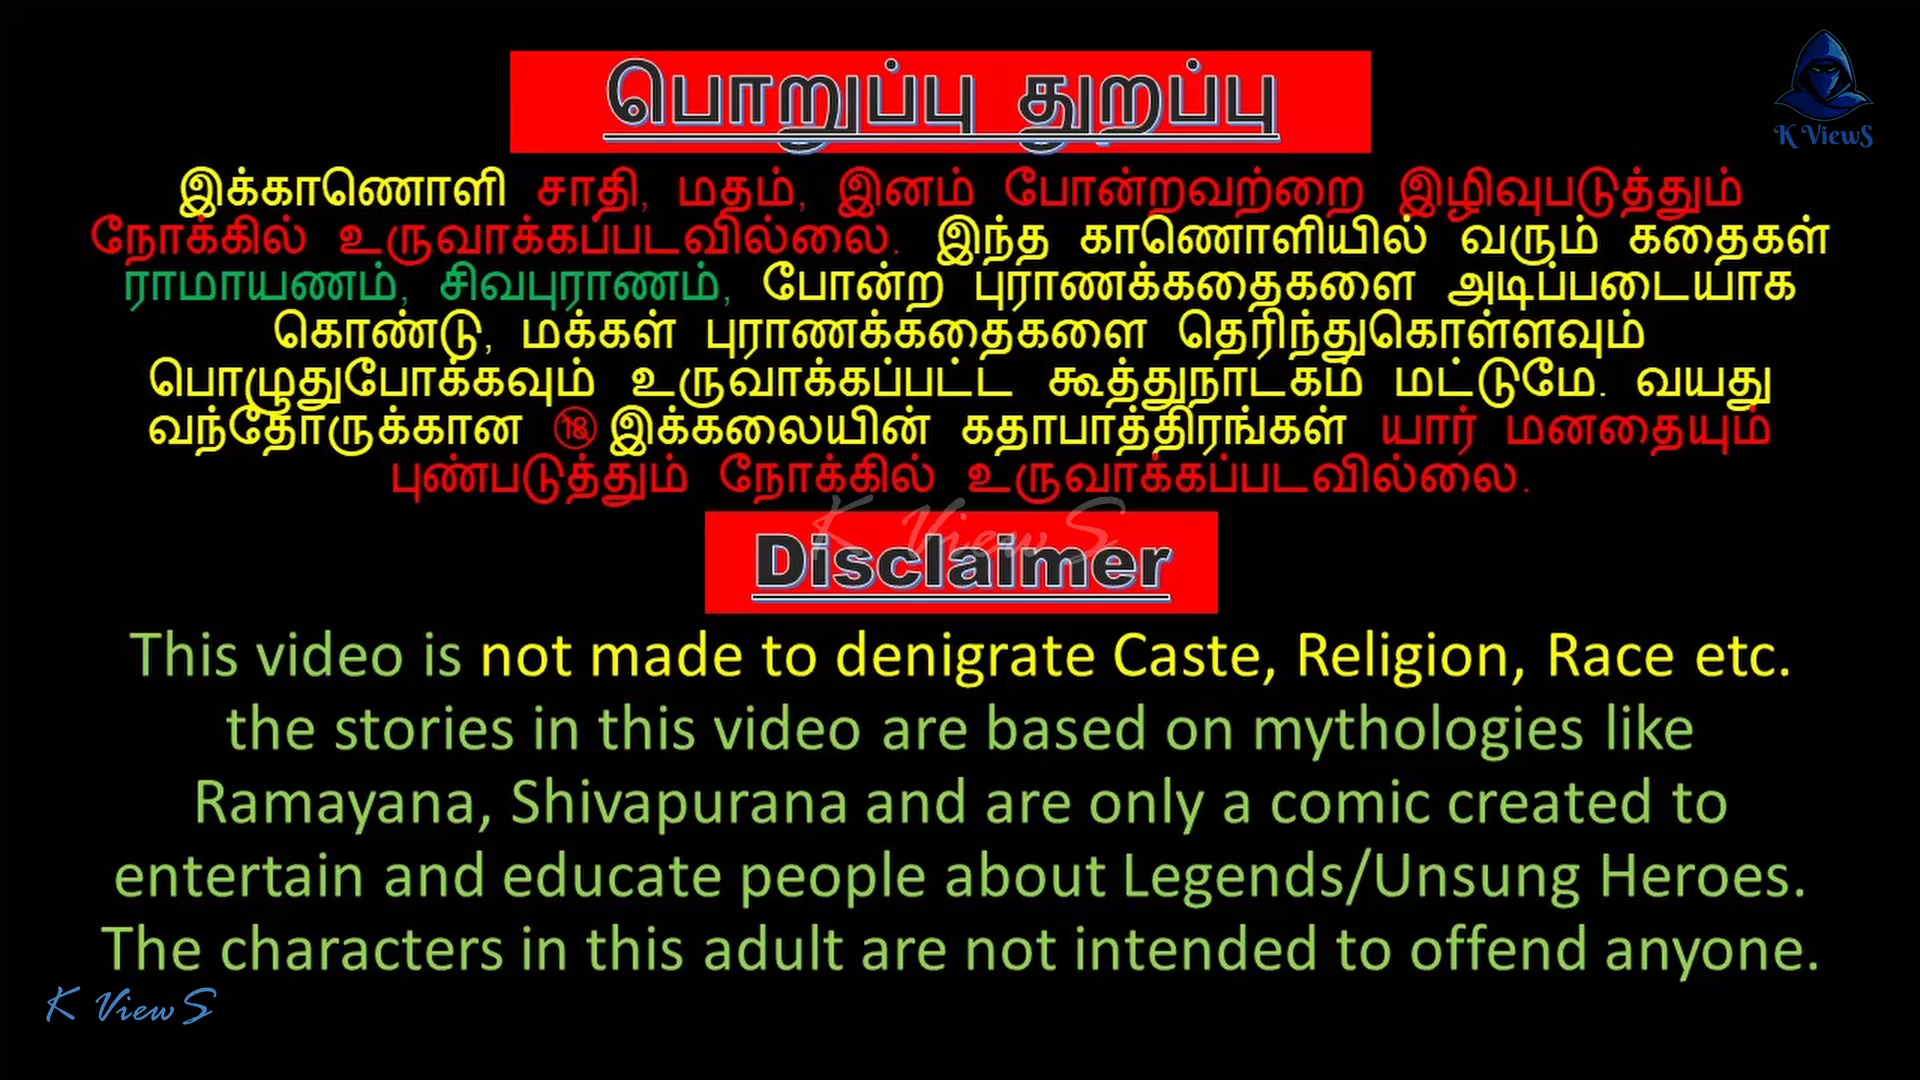 பொறுப்பு துறப்பு
K ViewS
இக்காணொளி சாதி, மதம், இனம் போன்றவற்றை இழிவுபடுத்தும்
நோக்கில் உருவாக்கப்படவில்லை. இந்த காணொளியில் வரும் கதைகள்
ராமாயணம், சிவபுராணம், போன்ற புராணக்கதைகளை அடிப்படையாக
கொண்டு, மக்கள் புராணக்கதைகளை தெரிந்துகொள்ளவும்
பொழுதுபோக்கவும் உருவாக்கப்பட்ட கூத்துநாடகம் மட்டுமே. வயது
வந்தோருக்கான 🔞 இக்கலையின் கதாபாத்திரங்கள் யார் மனதையும்
புண்படுத்தும் நோக்கில் உருவாக்கப்படவில்லை.
K ViewS
Disclaimer
This video is not made to denigrate Caste, Religion, Race etc.
the stories in this video are based on mythologies like
Ramayana, Shivapurana and are only a comic created to
entertain and educate people about Legends/Unsung Heroes.
The characters in this adult are not intended to offend anyone.
K ViewS